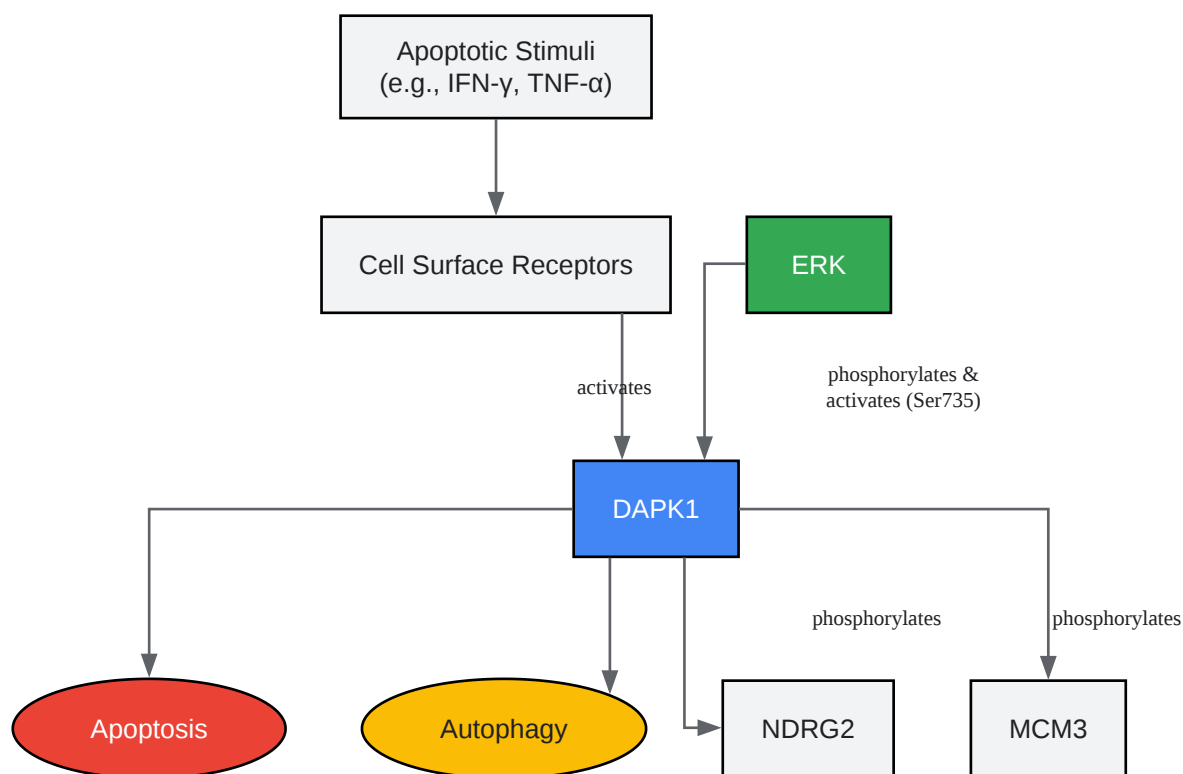 Apoptotic Stimuli
(e.g., IFN-γ, TNF-α)
Cell Surface Receptors
ERK
activates
phosphorylates &
activates (Ser735)
DAPK1
phosphorylates
phosphorylates
Apoptosis
Autophagy
NDRG2
MCM3